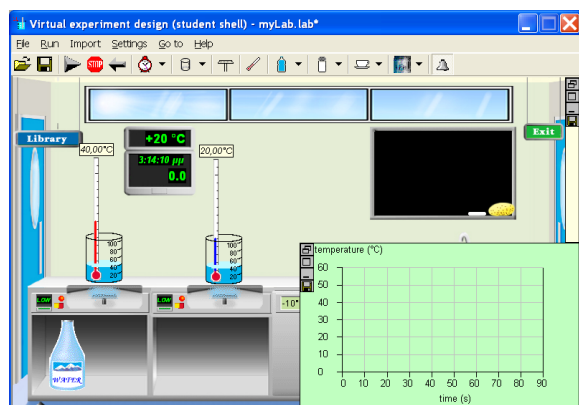 Virtual experiment design (student shell) - myLab.lab*
File Run Import Settings Go to Help
STOP
Library
+20 °C
3:14:10 μμ
0.0
Exit
40,00°C
20,00°C
100
80
60
40
20
100
80
60
40
20
LOW
LOW
-10°
WATER
temperature (°C)
60
50
40
30
20
10
0
0 10 20 30 40 50 60 70 80 90
time (s)